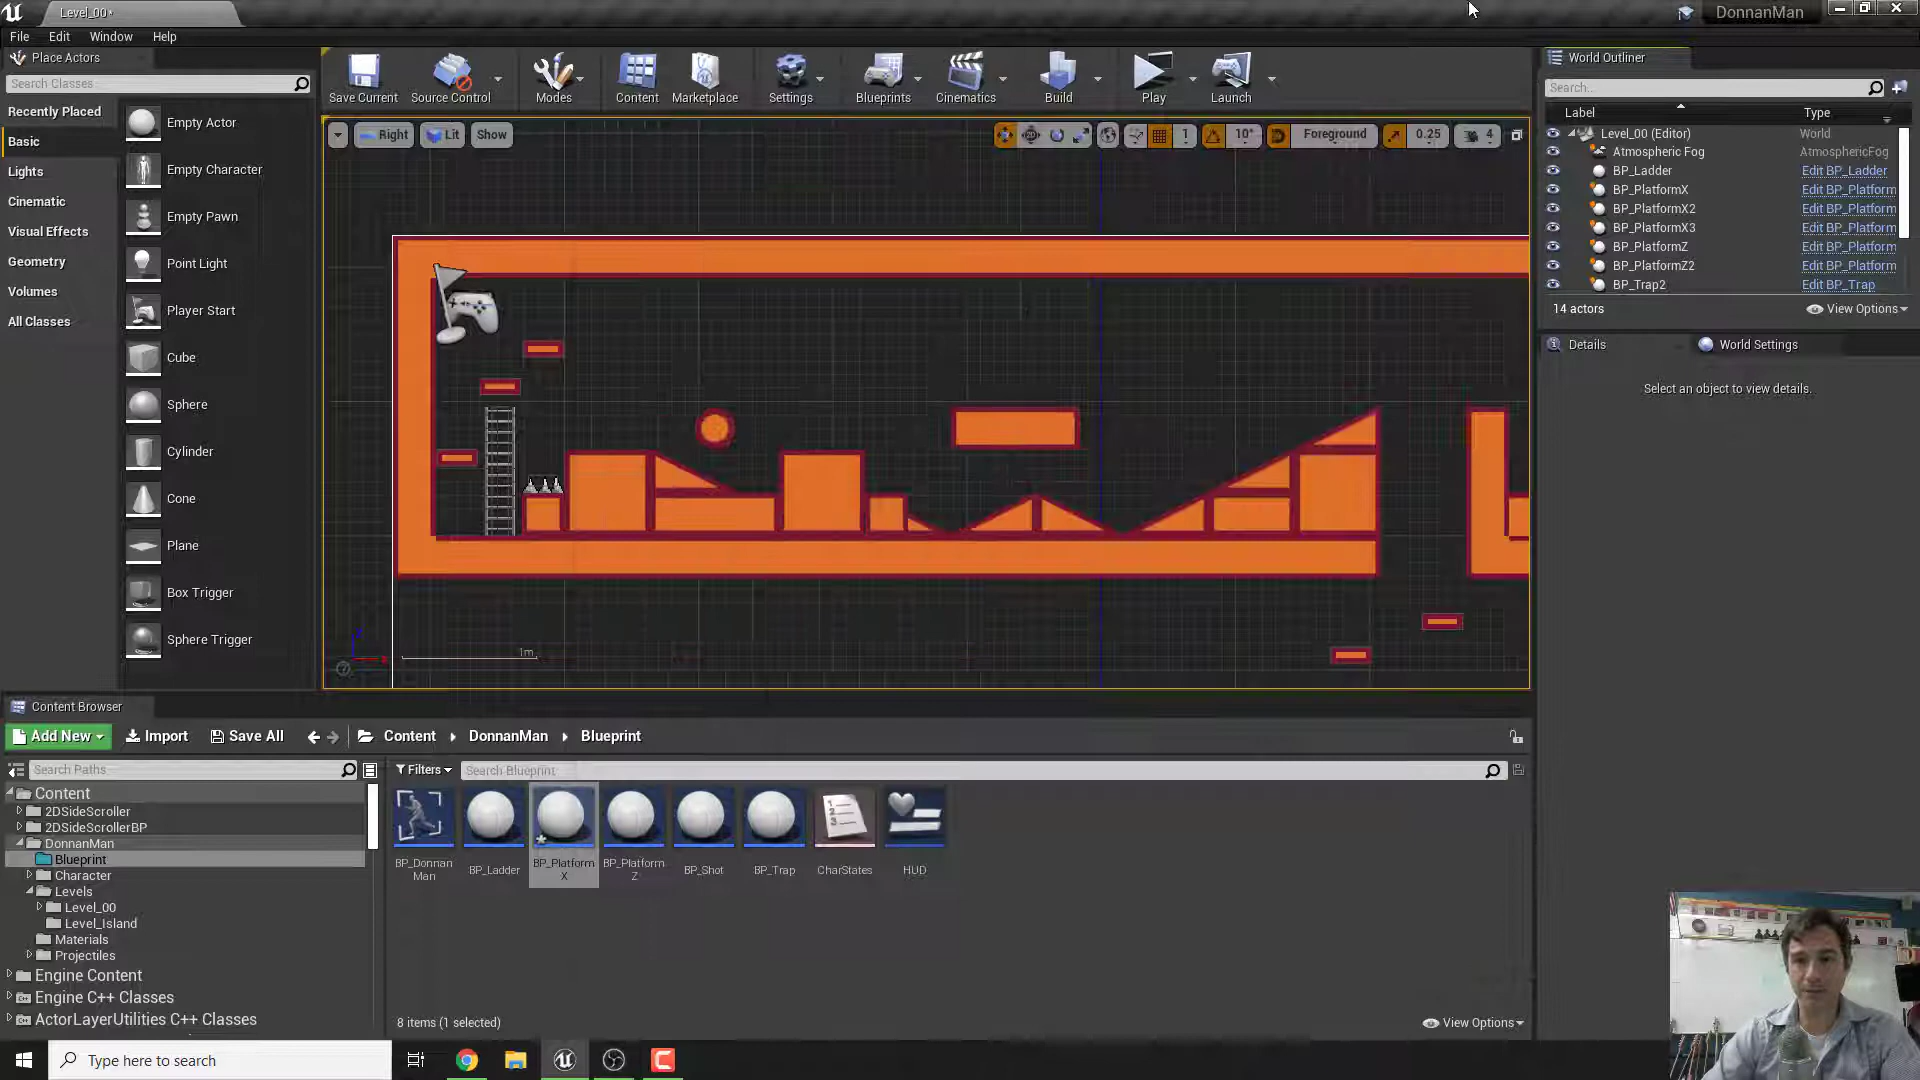 Level_00*
DonnanMan
File Edit Window Help
Place Actors
Search Classes
Recently Placed
Basic
Lights
Cinematic
Visual Effects
Geometry
Volumes
All Classes
Empty Actor
Empty Character
Empty Pawn
Point Light
Player Start
Cube
Sphere
Cylinder
Cone
Plane
Box Trigger
Sphere Trigger
Save Current Source Control Modes Content Marketplace Settings Blueprints Cinematics Build Play Launch
Right Lit Show 1 10° Foreground 0.25 4
1m
World Outliner
Search...
Label Type
Level_00 (Editor) World
Atmospheric Fog AtmosphericFog
BP_Ladder Edit BP_Ladder
BP_PlatformX Edit BP_Platform
BP_PlatformX2 Edit BP_Platform
BP_PlatformX3 Edit BP_Platform
BP_PlatformZ Edit BP_Platform
BP_PlatformZ2 Edit BP_Platform
BP_Trap2 Edit BP_Trap
14 actors View Options
Details World Settings
Select an object to view details.
Content Browser
Add New Import Save All Content DonnanMan Blueprint
Search Paths
Filters Search Blueprint
Content
2DSideScroller
2DSideScrollerBP
DonnanMan
Blueprint
Character
Levels
Level_00
Level_Island
Materials
Projectiles
Engine Content
Engine C++ Classes
ActorLayerUtilities C++ Classes
BP_Donnan
Man
BP_Ladder
BP_Platform
X
BP_Platform
Z
BP_Shot
BP_Trap
CharStates
HUD
8 items (1 selected) View Options
Type here to search